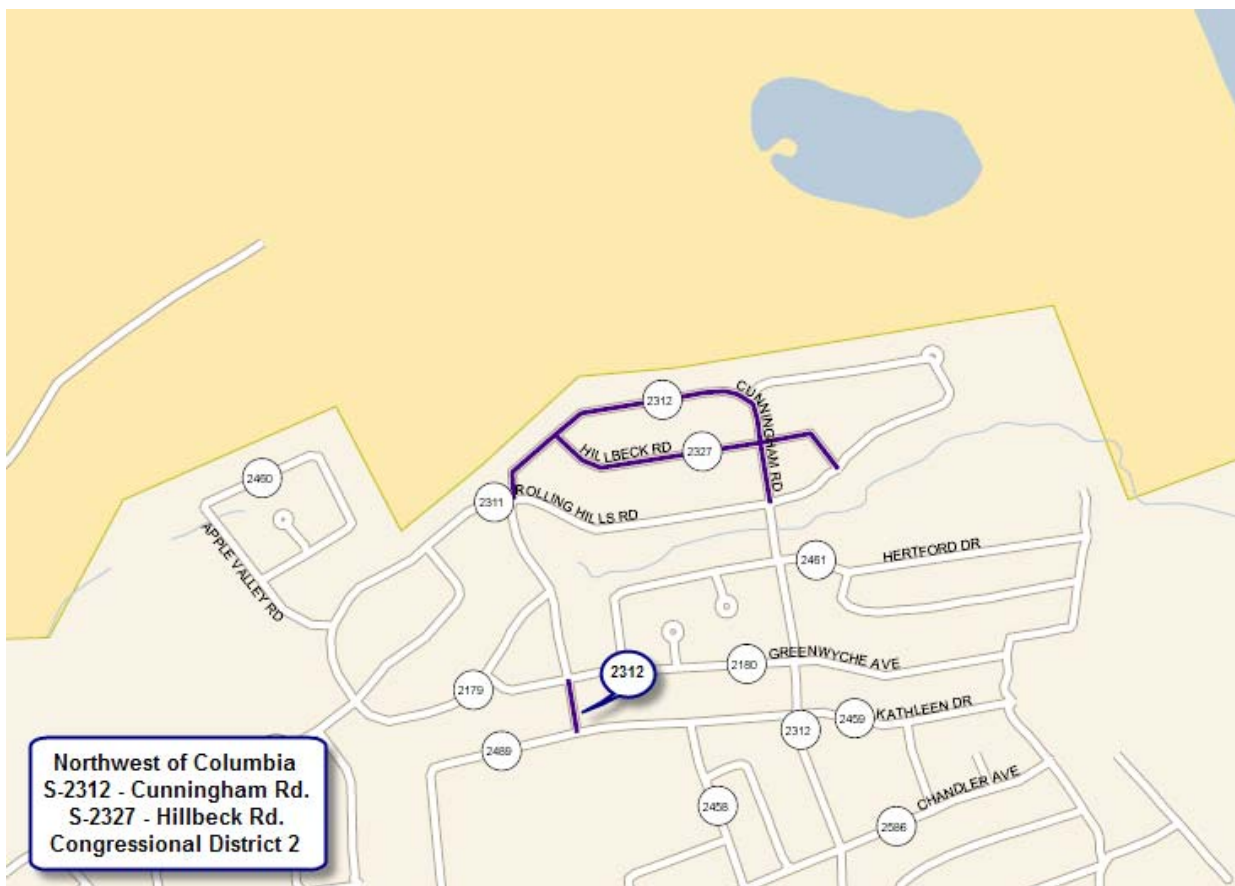 CUNNINGHAM RD
2312
HILLBECK RD
2327
2460
2311
ROLLING HILLS RD
APPLE VALLEY RD
2461
HERTFORD DR
2312
2180
GREENWYCHE AVE
2179
2459
KATHLEEN DR
2312
2489
Northwest of Columbia
S-2312 - Cunningham Rd.
S-2327 - Hillbeck Rd.
Congressional District 2
2458
CHANDLER AVE
2586